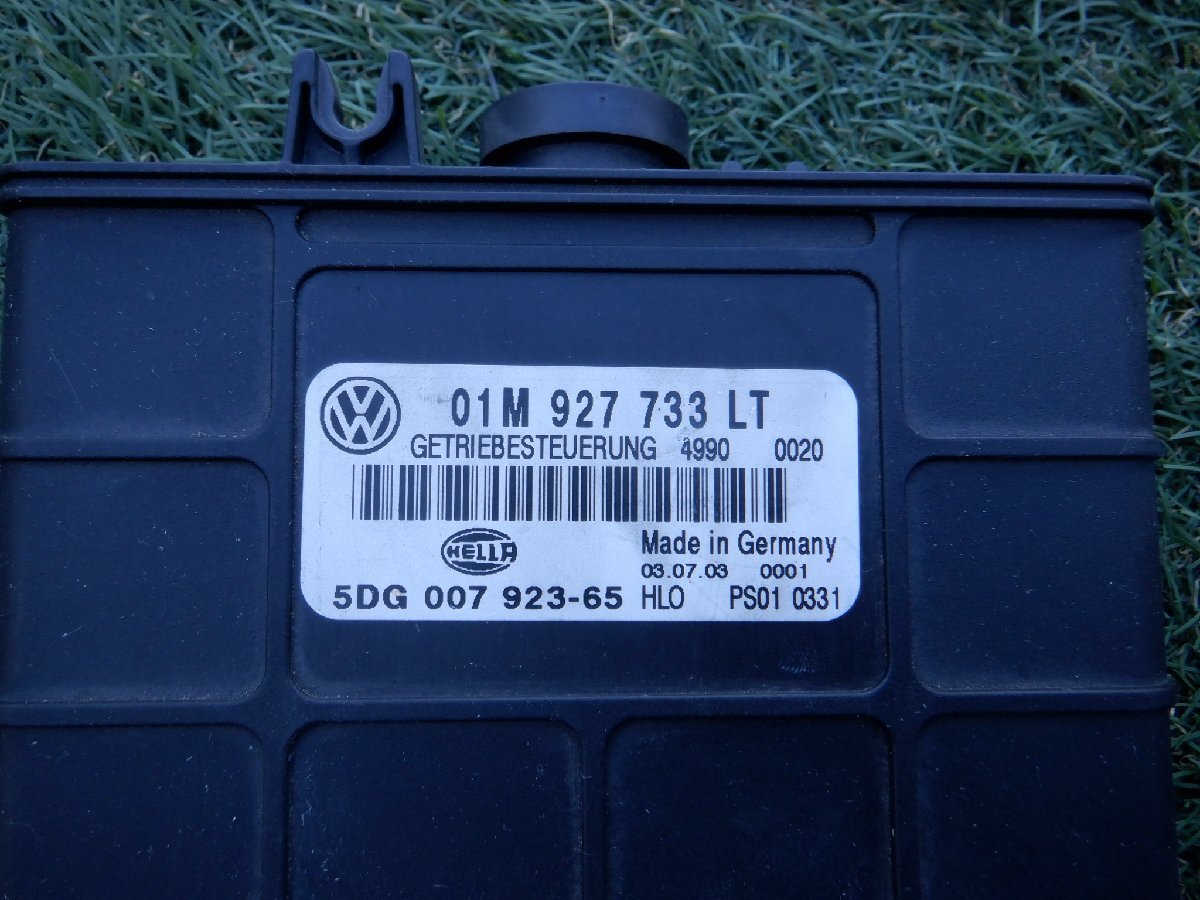 01M 927 733 LT
GETRIEBESTEUERUNG 4990 0020
HELLA
Made in Germany
03.07.03 0001
5DG 007 923-65 HLO PS01 0331